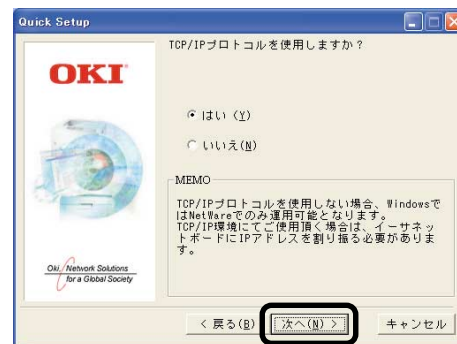 Quick Setup
TCP/IPプロトコルを使用しますか？
OKI
はい (Y)
いいえ(N)
MEMO
TCP/IPプロトコルを使用しない場合、Windowsで
はNetWareでのみ運用可能となります。
TCP/IP環境にてご使用頂く場合は、イーサネッ
トボードにIPアドレスを割り振る必要がありま
す。
Oki, Network Solutions
for a Global Society
< 戻る(B)
次へ(N) >
キャンセル